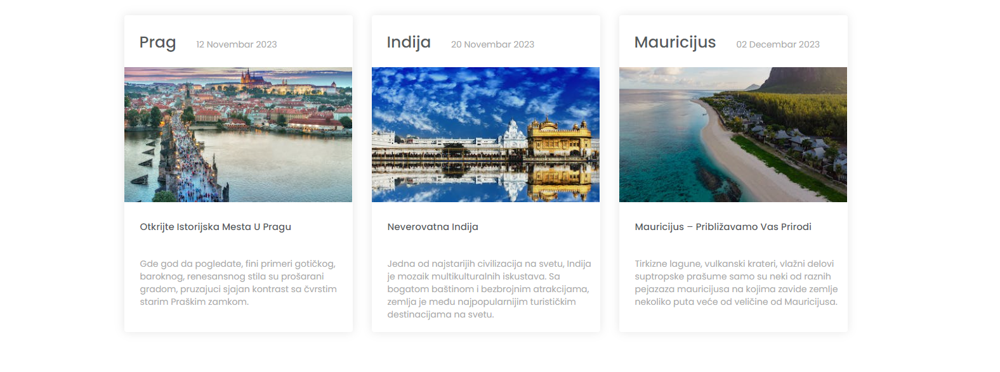 Prag 12 Novembar 2023
Otkrijte Istorijska Mesta U Pragu
Gde god da pogledate, fini primeri gotičkog,
baroknog, renesansnog stila su prošarani
gradom, pruzajuci sjajan kontrast sa čvrstim
starim Praškim zamkom.
Indija 20 Novembar 2023
Neverovatna Indija
Jedna od najstarijih civilizacija na svetu, Indija
je mozaik multikulturalnih iskustava. Sa
bogatom baštinom i bezbrojnim atrakcijama,
zemlja je među najpopularnijim turističkim
destinacijama na svetu.
Mauricijus 02 Decembar 2023
Mauricijus – Približavamo Vas Prirodi
Tirkizne lagune, vulkanski krateri, vlažni delovi
suptropske prašume samo su neki od raznih
pejazaza mauricijusa na kojima zavide zemlje
nekoliko puta veće od veličine od Mauricijusa.